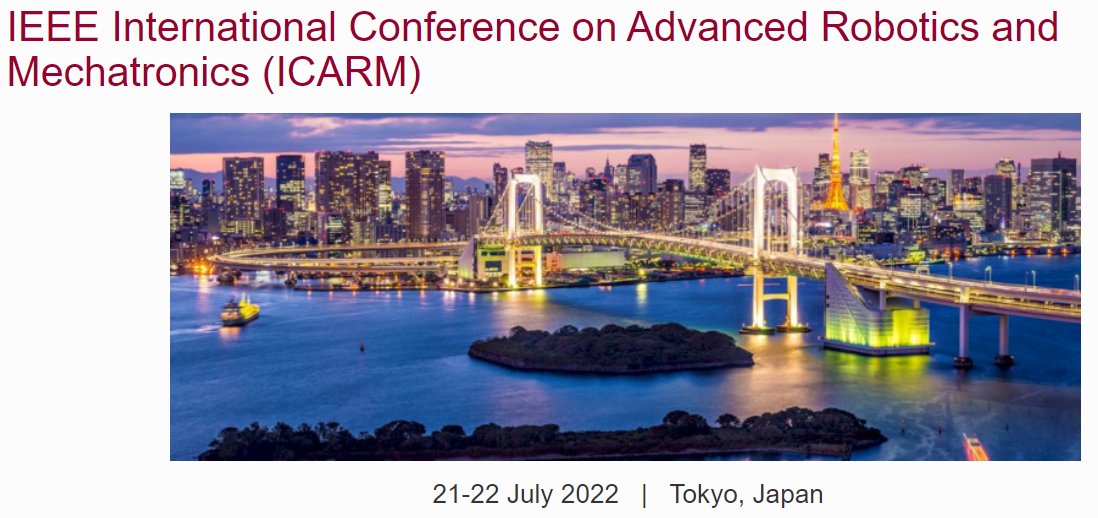 IEEE International Conference on Advanced Robotics and
Mechatronics (ICARM)
21-22 July 2022 | Tokyo, Japan